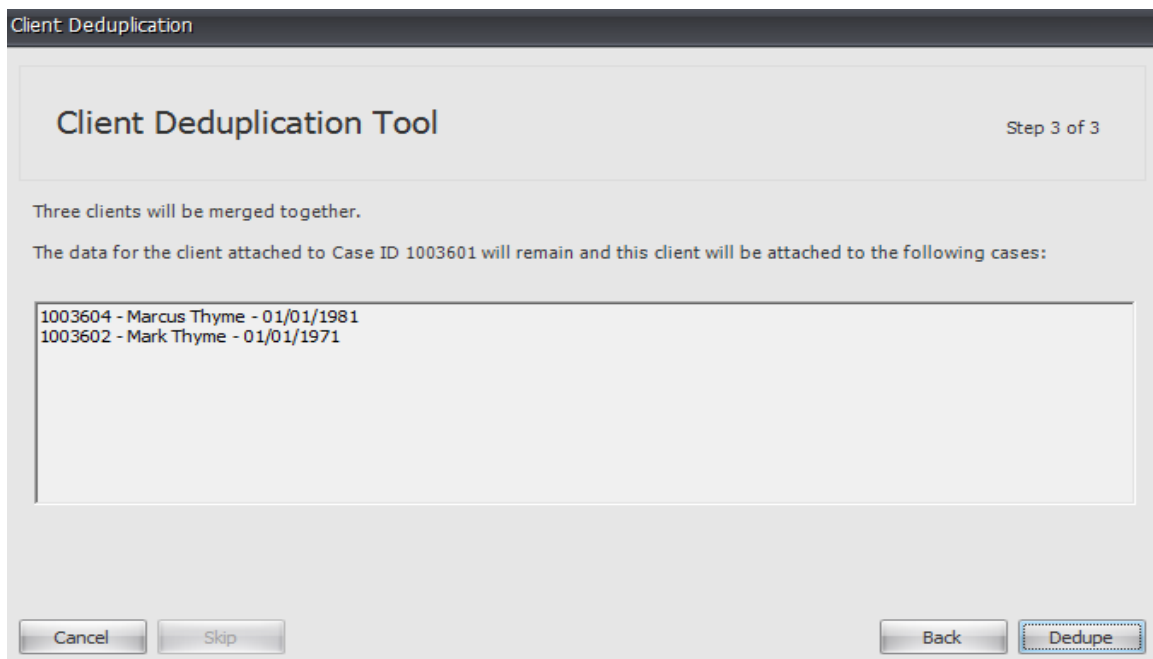 Client Deduplication
Client Deduplication Tool
Step 3 of 3
Three clients will be merged together.
The data for the client attached to Case ID 1003601 will remain and this client will be attached to the following cases:
1003604 - Marcus Thyme - 01/01/1981
1003602 - Mark Thyme - 01/01/1971
Cancel
Skip
Back
Dedupe